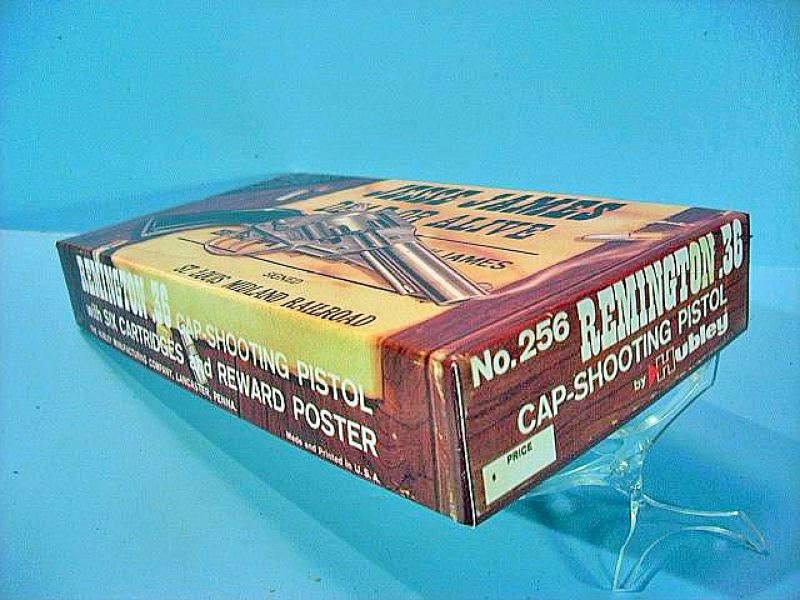 JESSE JAMES
DEAD OR ALIVE
JAMES
SIGNED
ST. LOUIS MIDLAND RAILROAD
REMINGTON .36
CAP-SHOOTING PISTOL
with SIX CARTRIDGES and REWARD POSTER
THE HUBLEY MANUFACTURING COMPANY, LANCASTER, PENNA.
Made and Printed in U.S.A.
No. 256 REMINGTON .36
CAP-SHOOTING PISTOL
by Hubley
PRICE